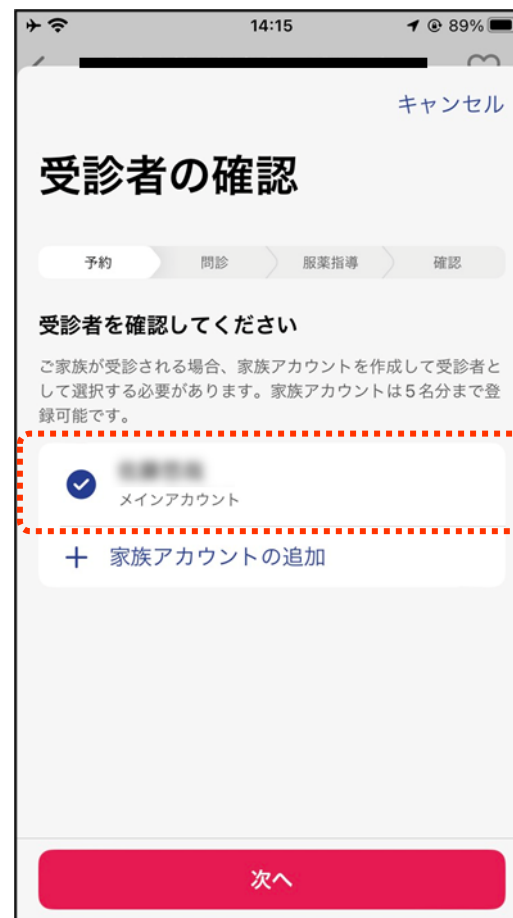 14:15
89%
キャンセル
受診者の確認
予約
問診
服薬指導
確認
受診者を確認してください
ご家族が受診される場合、家族アカウントを作成して受診者と
して選択する必要があります。家族アカウントは5名分まで登
録可能です。
メインアカウント
家族アカウントの追加
次へ